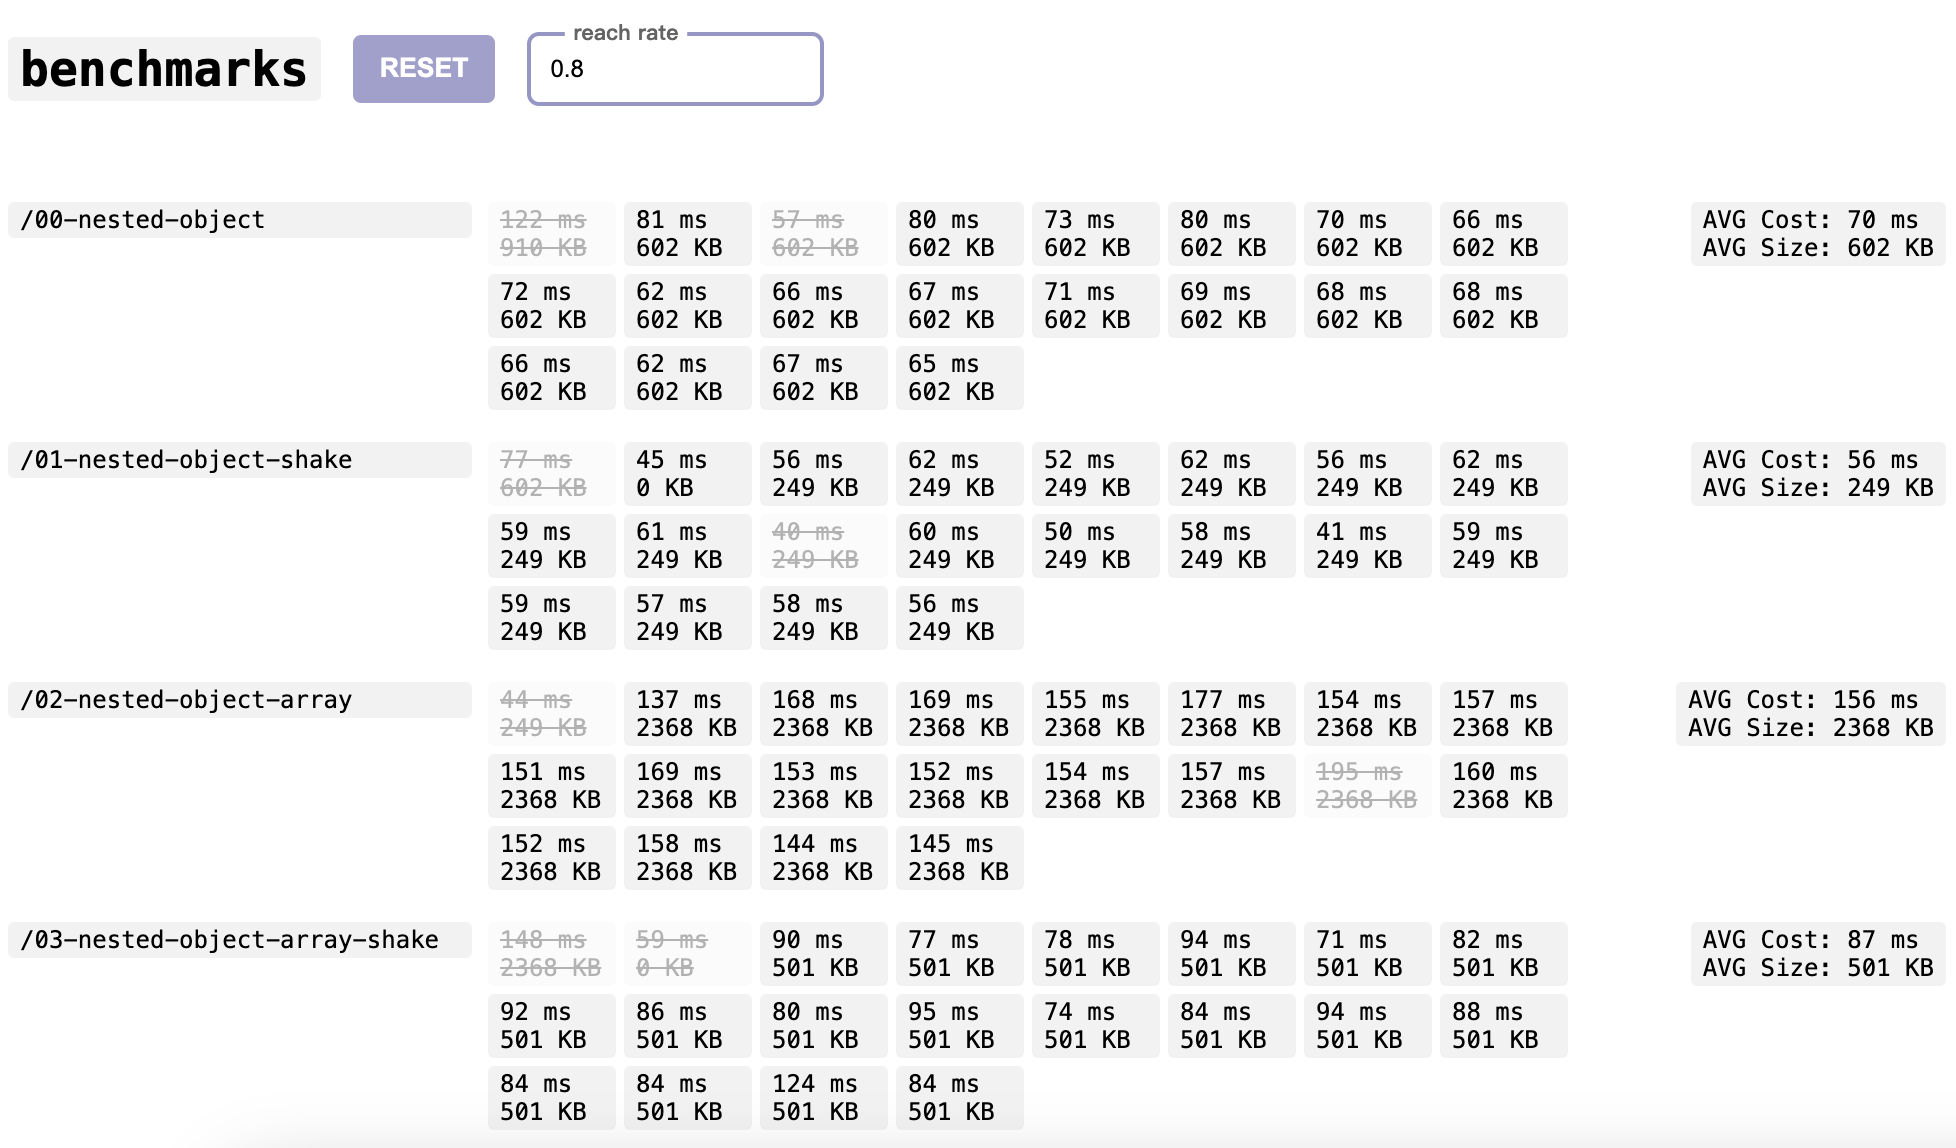 benchmarks RESET reach rate 0.8
/00-nested-object
122 ms 81 ms 57 ms 80 ms 73 ms 80 ms 70 ms 66 ms AVG Cost: 70 ms
910 KB 602 KB 602 KB 602 KB 602 KB 602 KB 602 KB 602 KB AVG Size: 602 KB
72 ms 62 ms 66 ms 67 ms 71 ms 69 ms 68 ms 68 ms
602 KB 602 KB 602 KB 602 KB 602 KB 602 KB 602 KB 602 KB
66 ms 62 ms 67 ms 65 ms
602 KB 602 KB 602 KB 602 KB
/01-nested-object-shake
77 ms 45 ms 56 ms 62 ms 52 ms 62 ms 56 ms 62 ms AVG Cost: 56 ms
602 KB 0 KB 249 KB 249 KB 249 KB 249 KB 249 KB 249 KB AVG Size: 249 KB
59 ms 61 ms 40 ms 60 ms 50 ms 58 ms 41 ms 59 ms
249 KB 249 KB 249 KB 249 KB 249 KB 249 KB 249 KB 249 KB
59 ms 57 ms 58 ms 56 ms
249 KB 249 KB 249 KB 249 KB
/02-nested-object-array
44 ms 137 ms 168 ms 169 ms 155 ms 177 ms 154 ms 157 ms AVG Cost: 156 ms
249 KB 2368 KB 2368 KB 2368 KB 2368 KB 2368 KB 2368 KB 2368 KB AVG Size: 2368 KB
151 ms 169 ms 153 ms 152 ms 154 ms 157 ms 195 ms 160 ms
2368 KB 2368 KB 2368 KB 2368 KB 2368 KB 2368 KB 2368 KB 2368 KB
152 ms 158 ms 144 ms 145 ms
2368 KB 2368 KB 2368 KB 2368 KB
/03-nested-object-array-shake
148 ms 59 ms 90 ms 77 ms 78 ms 94 ms 71 ms 82 ms AVG Cost: 87 ms
2368 KB 0 KB 501 KB 501 KB 501 KB 501 KB 501 KB 501 KB AVG Size: 501 KB
92 ms 86 ms 80 ms 95 ms 74 ms 84 ms 94 ms 88 ms
501 KB 501 KB 501 KB 501 KB 501 KB 501 KB 501 KB 501 KB
84 ms 84 ms 124 ms 84 ms
501 KB 501 KB 501 KB 501 KB